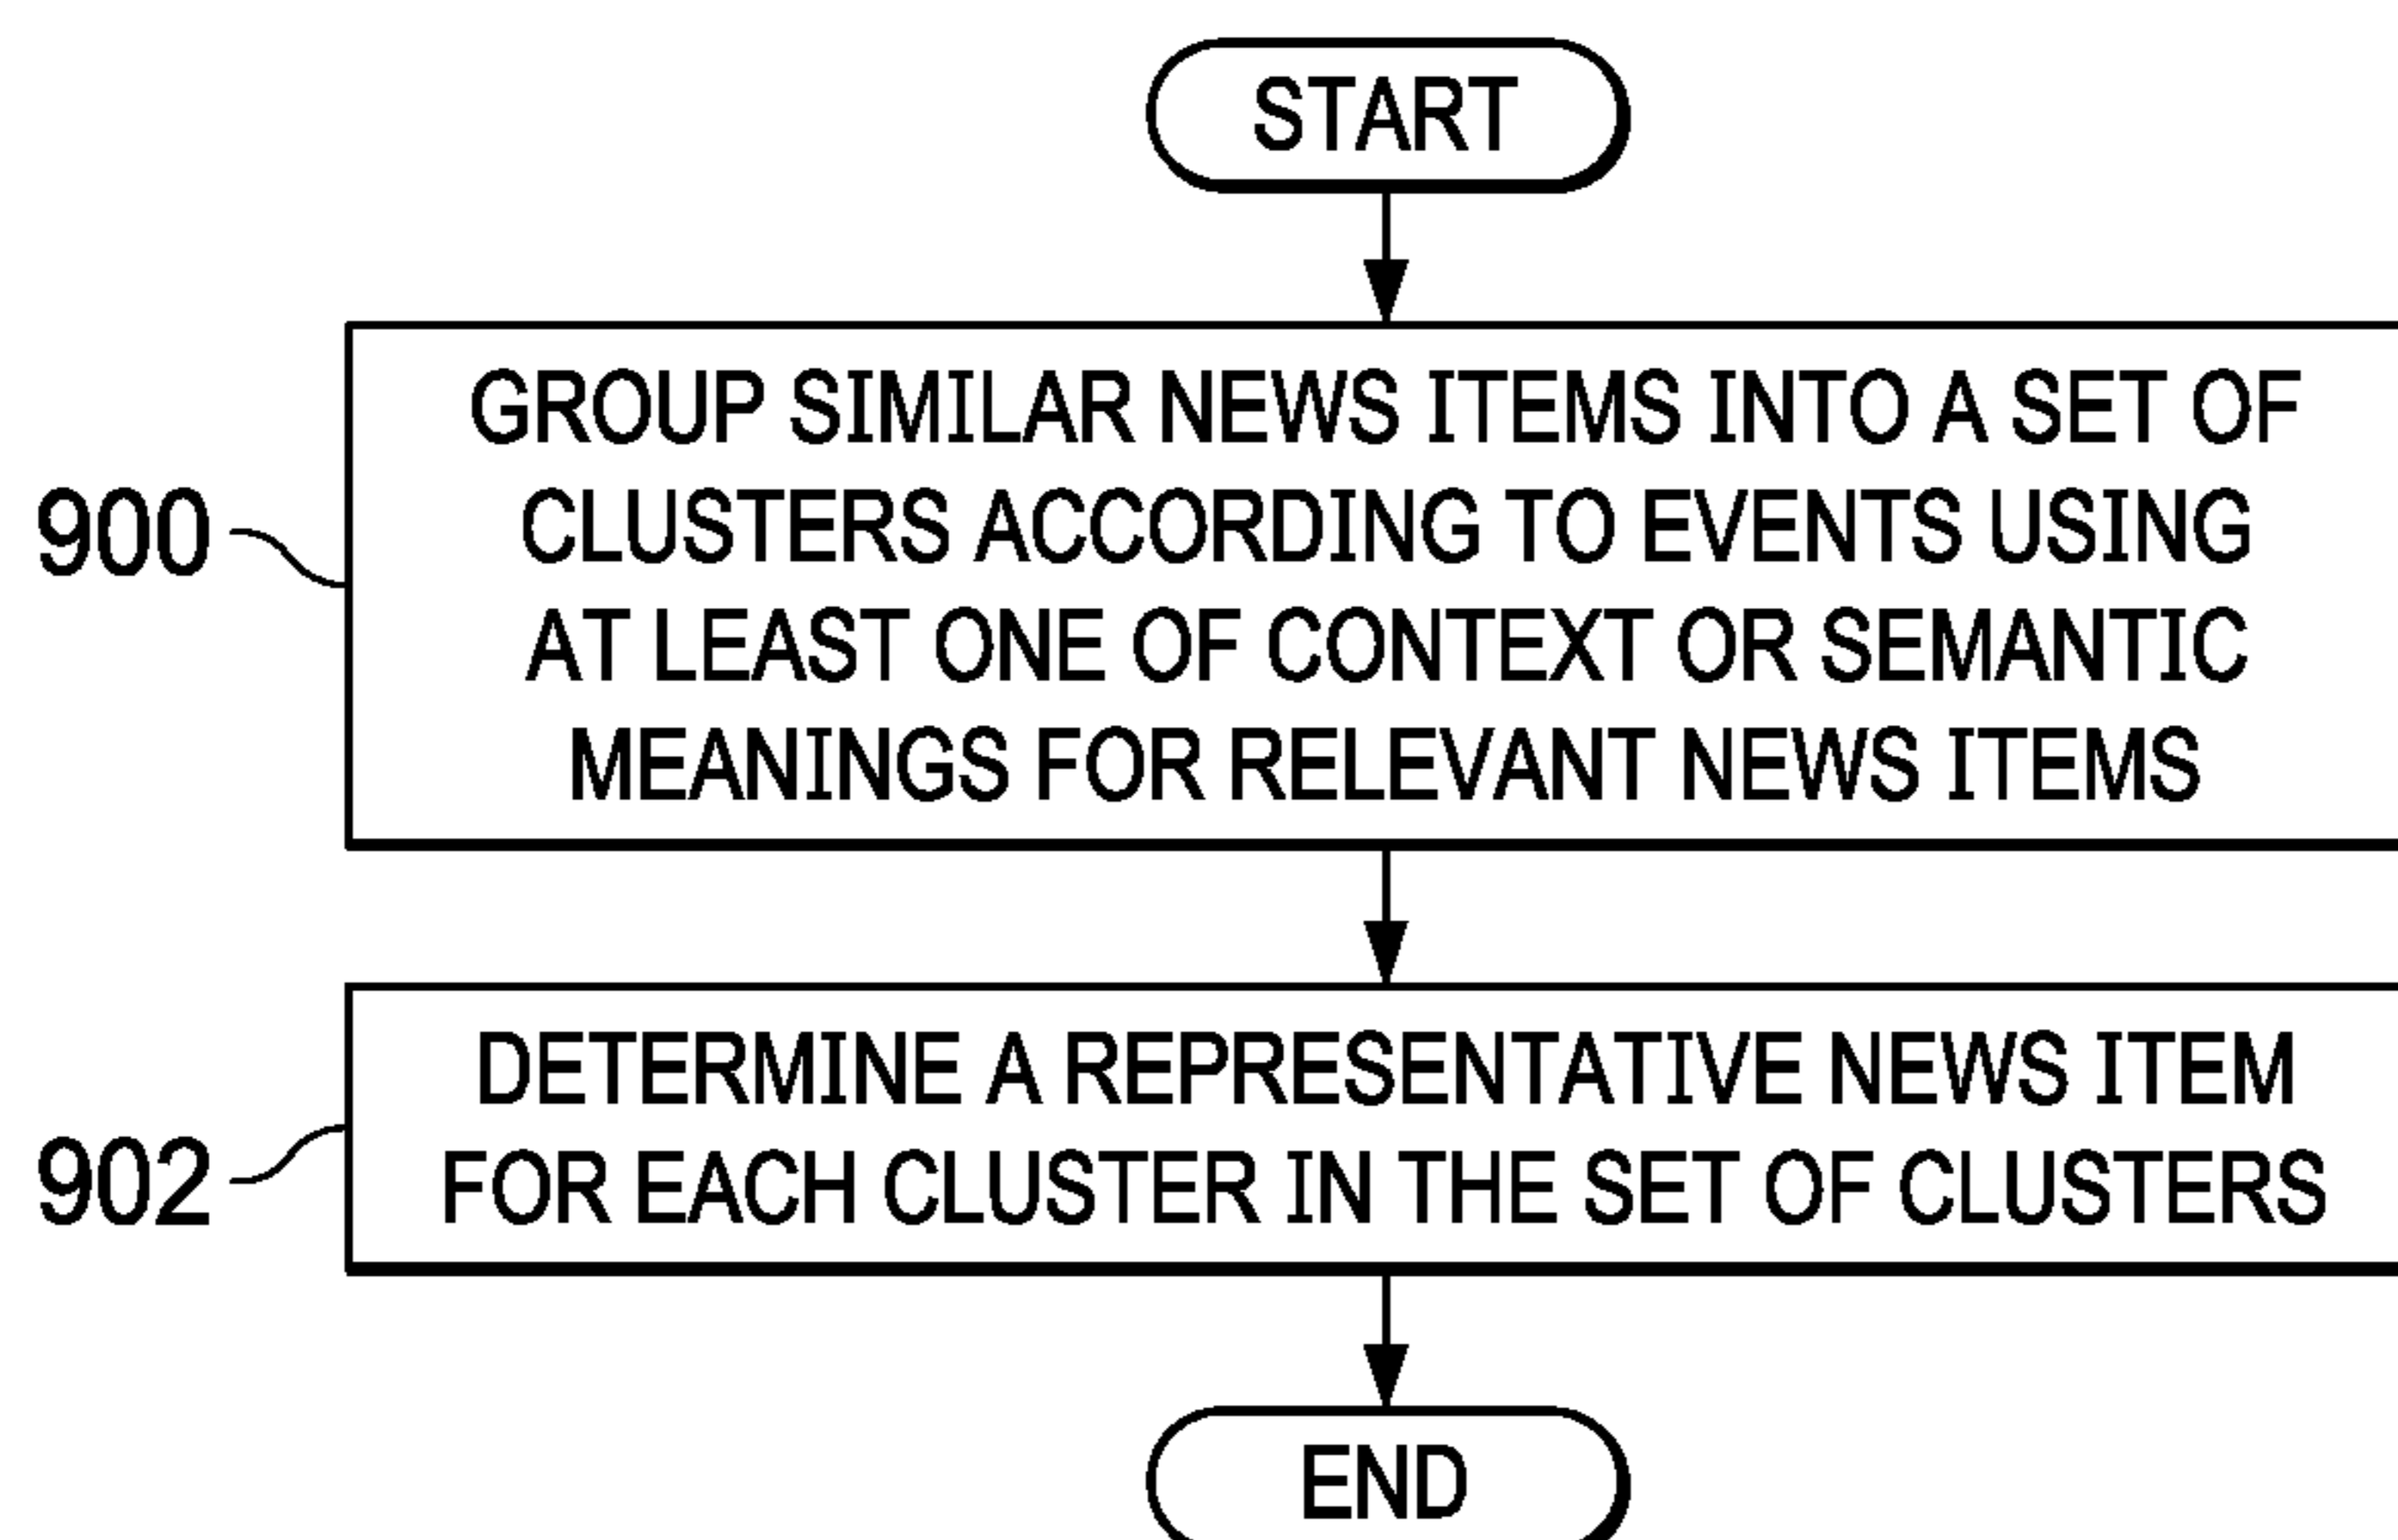 START
GROUP SIMILAR NEWS ITEMS INTO A SET OF
CLUSTERS ACCORDING TO EVENTS USING
AT LEAST ONE OF CONTEXT OR SEMANTIC
MEANINGS FOR RELEVANT NEWS ITEMS
900
DETERMINE A REPRESENTATIVE NEWS ITEM
FOR EACH CLUSTER IN THE SET OF CLUSTERS
902
END